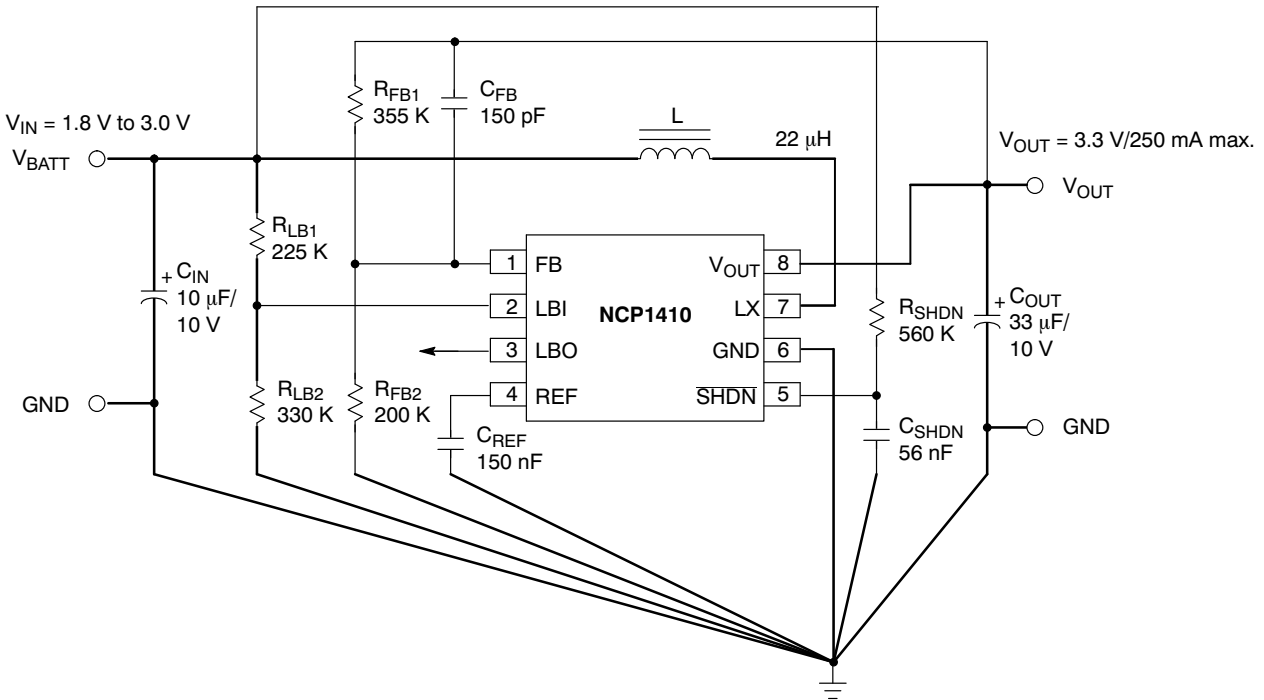 V_IN = 1.8 V to 3.0 V
V_BATT
GND
+ C_IN
10 μF/
10 V
R_LB1
225 K
R_LB2
330 K
R_FB1
355 K
C_FB
150 pF
R_FB2
200 K
C_REF
150 nF
L
22 μH
1 FB
2 LBI
3 LBO
4 REF
NCP1410
V_OUT 8
LX 7
GND 6
SHDN 5
R_SHDN
560 K
C_SHDN
56 nF
V_OUT = 3.3 V/250 mA max.
V_OUT
+ C_OUT
33 μF/
10 V
GND